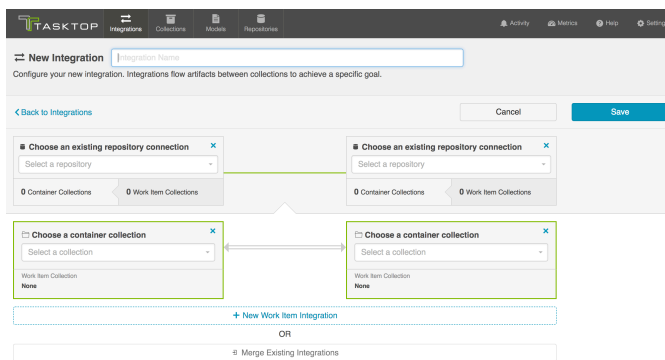 TASKTOP
Integrations
Collections
Models
Repositories
Activity
Metrics
Help
Setting
New Integration
Integration Name
Configure your new integration. Integrations flow artifacts between collections to achieve a specific goal.
Back to Integrations
Cancel
Save
Choose an existing repository connection
Select a repository
0 Container Collections
0 Work Item Collections
Choose an existing repository connection
Select a repository
0 Container Collections
0 Work Item Collections
Choose a container collection
Select a collection
Work Item Collection
None
Choose a container collection
Select a collection
Work Item Collection
None
+ New Work Item Integration
OR
Merge Existing Integrations